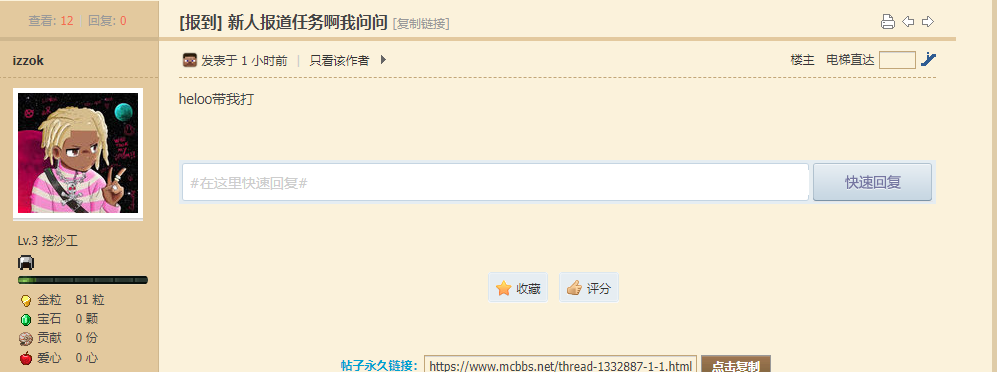 查看: 12 回复: 0
[报到] 新人报道任务啊我问问 [复制链接]
izzok
发表于 1 小时前 | 只看该作者
楼主 电梯直达
heloo带我打
#在这里快速回复#
快速回复
Lv.3 挖沙工
金粒 81 粒
宝石 0 颗
贡献 0 份
爱心 0 心
收藏 评分
帖子永久链接: https://www.mcbbs.net/thread-1332887-1-1.html 点击复制